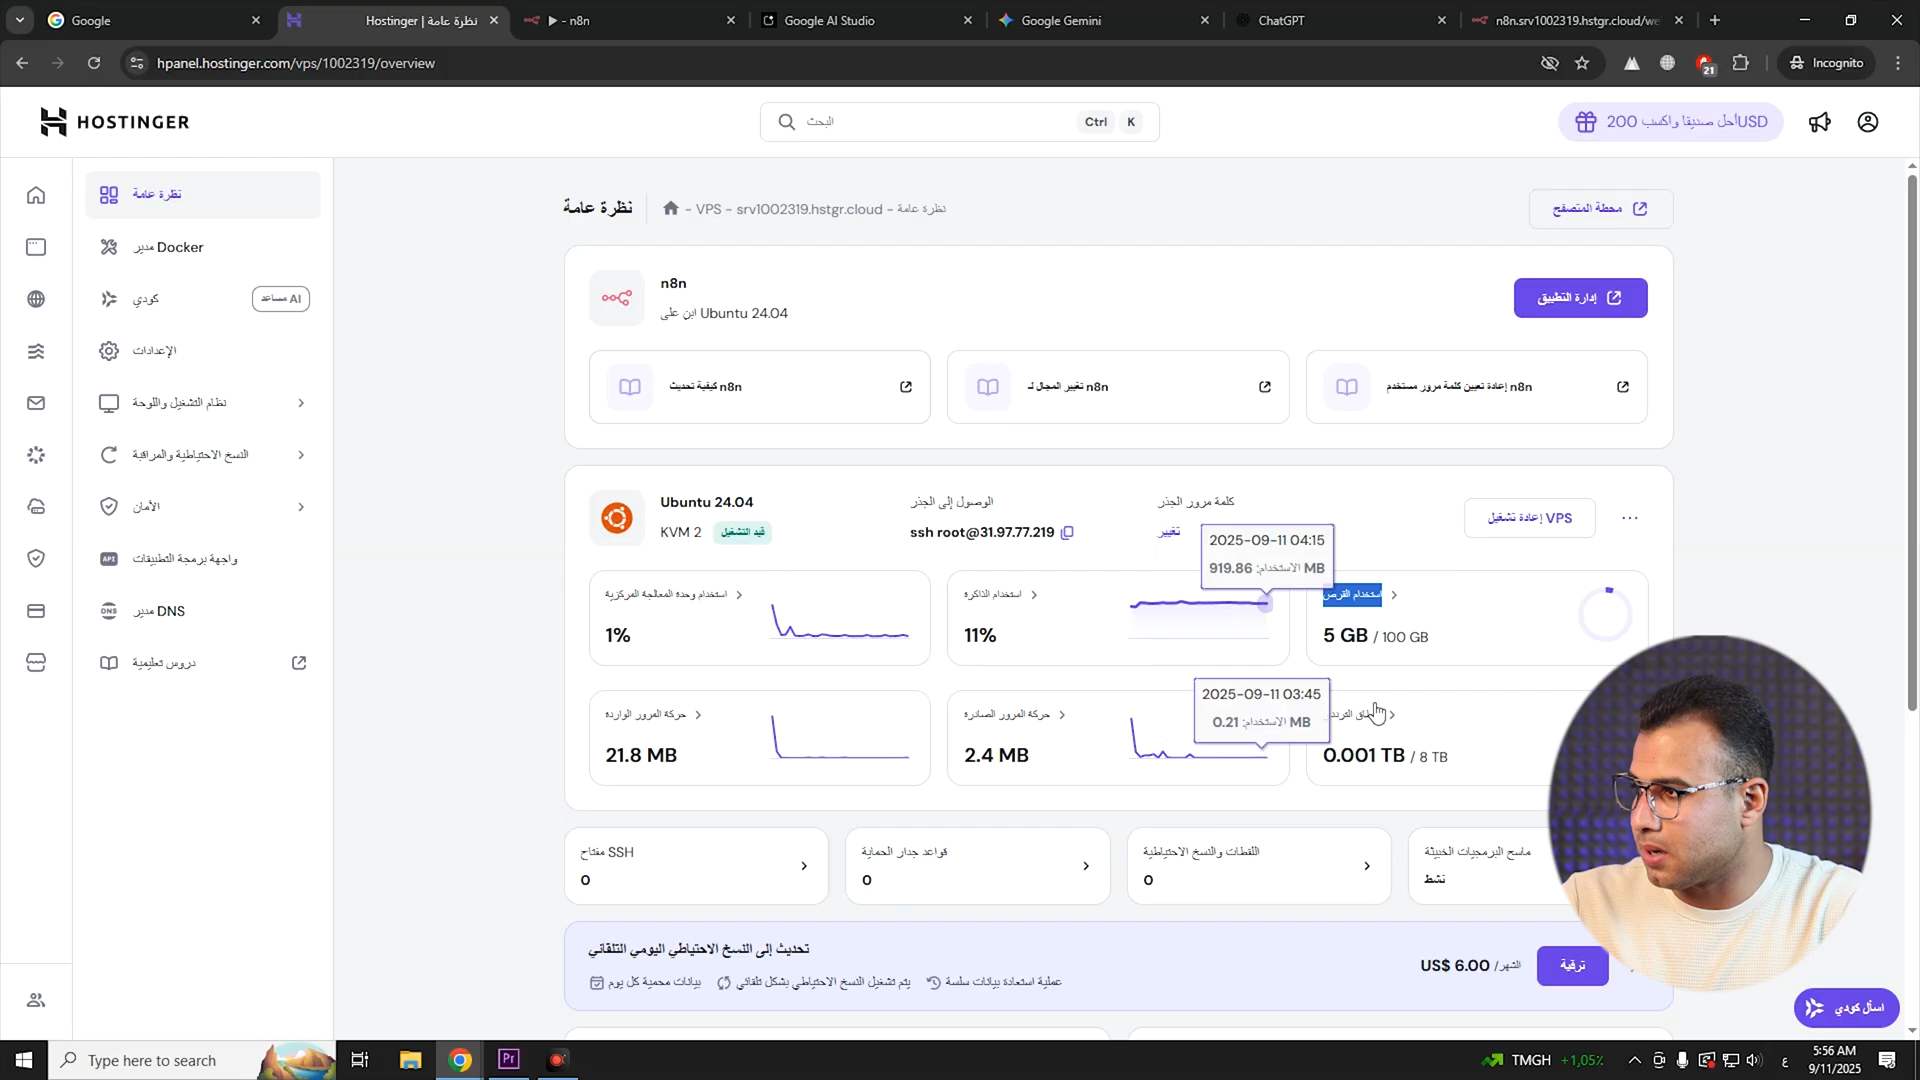 Google
Hostinger | نظرة عامة
- n8n
Google AI Studio
Google Gemini
ChatGPT
n8n.srv1002319.hstgr.cloud/we
hpanel.hostinger.com/vps/1002319/overview
21
Incognito
HOSTINGER
البحث
Ctrl
K
أحل صديقا واكسب 200 USD
نظرة عامة
مدير Docker
كودي
مساعد AI
الإعدادات
نظام التشغيل واللوحة
النسخ الاحتياطية والمراقبة
الأمان
API
واجهة برمجة التطبيقات
DNS
مدير DNS
دروس تعليمية
نظرة عامة
- VPS - srv1002319.hstgr.cloud - نظرة عامة
محطة المتصفح
n8n
ابن على Ubuntu 24.04
إدارة التطبيق
كيفية تحديث n8n
تغيير المجال لـ n8n
إعادة تعيين كلمة مرور مستخدم n8n
Ubuntu 24.04
KVM 2
قيد التشغيل
الوصول إلى الجذر
ssh root@31.97.77.219
كلمة مرور الجذر
تغيير
إعادة تشغيل VPS
2025-09-11 04:15
919.86 الاستخدام: MB
استخدام وحدة المعالجة المركزية
1%
استخدام الذاكرة
11%
استخدام القرص
5 GB / 100 GB
حركة المرور الواردة
21.8 MB
حركة المرور الصادرة
2.4 MB
2025-09-11 03:45
0.21 الاستخدام: MB
0.001 TB / 8 TB
مفتاح SSH
0
قواعد جدار الحماية
0
اللقطات والنسخ الاحتياطية
0
ماسح البرمجيات الخبيثة
نشط
تحديث إلى النسخ الاحتياطي اليومي التلقائي
بيانات محمية كل يوم
يتم تشغيل النسخ الاحتياطي بشكل تلقائي
عملية استعادة بيانات سلسة
US$ 6.00 /الشهر
ترقية
اسأل كودي
Type here to search
Pr
TMGH +1,05%
ع
5:56 AM
9/11/2025